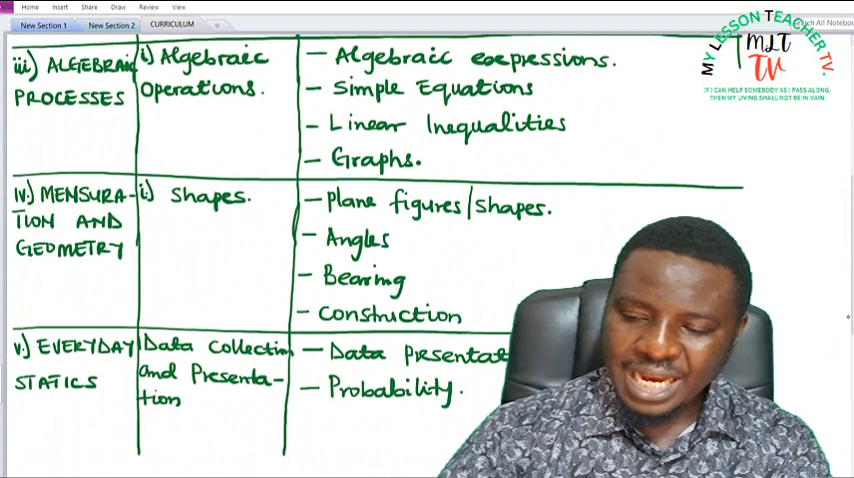 Home Insert Share Draw History Review View
New Section 1 New Section 2 CURRICULUM
MY LESSON TEACHER TV.
MLT
TV
IF I CAN HELP SOMEBODY AS I PASS ALONG,
THEN MY LIVING SHALL NOT BE IN VAIN.
iii) ALGEBRAIC i) Algebraic - Algebraic expressions.
PROCESSES Operations. - Simple Equations
- Linear Inequalities
- Graphs.
iv.) MENSURA- i) Shapes. - Plane figures/Shapes.
TION AND - Angles
GEOMETRY - Bearing
- Construction
v.) EVERYDAY Data collection - Data Presentat
STATICS and Presenta- - Probability.
tion